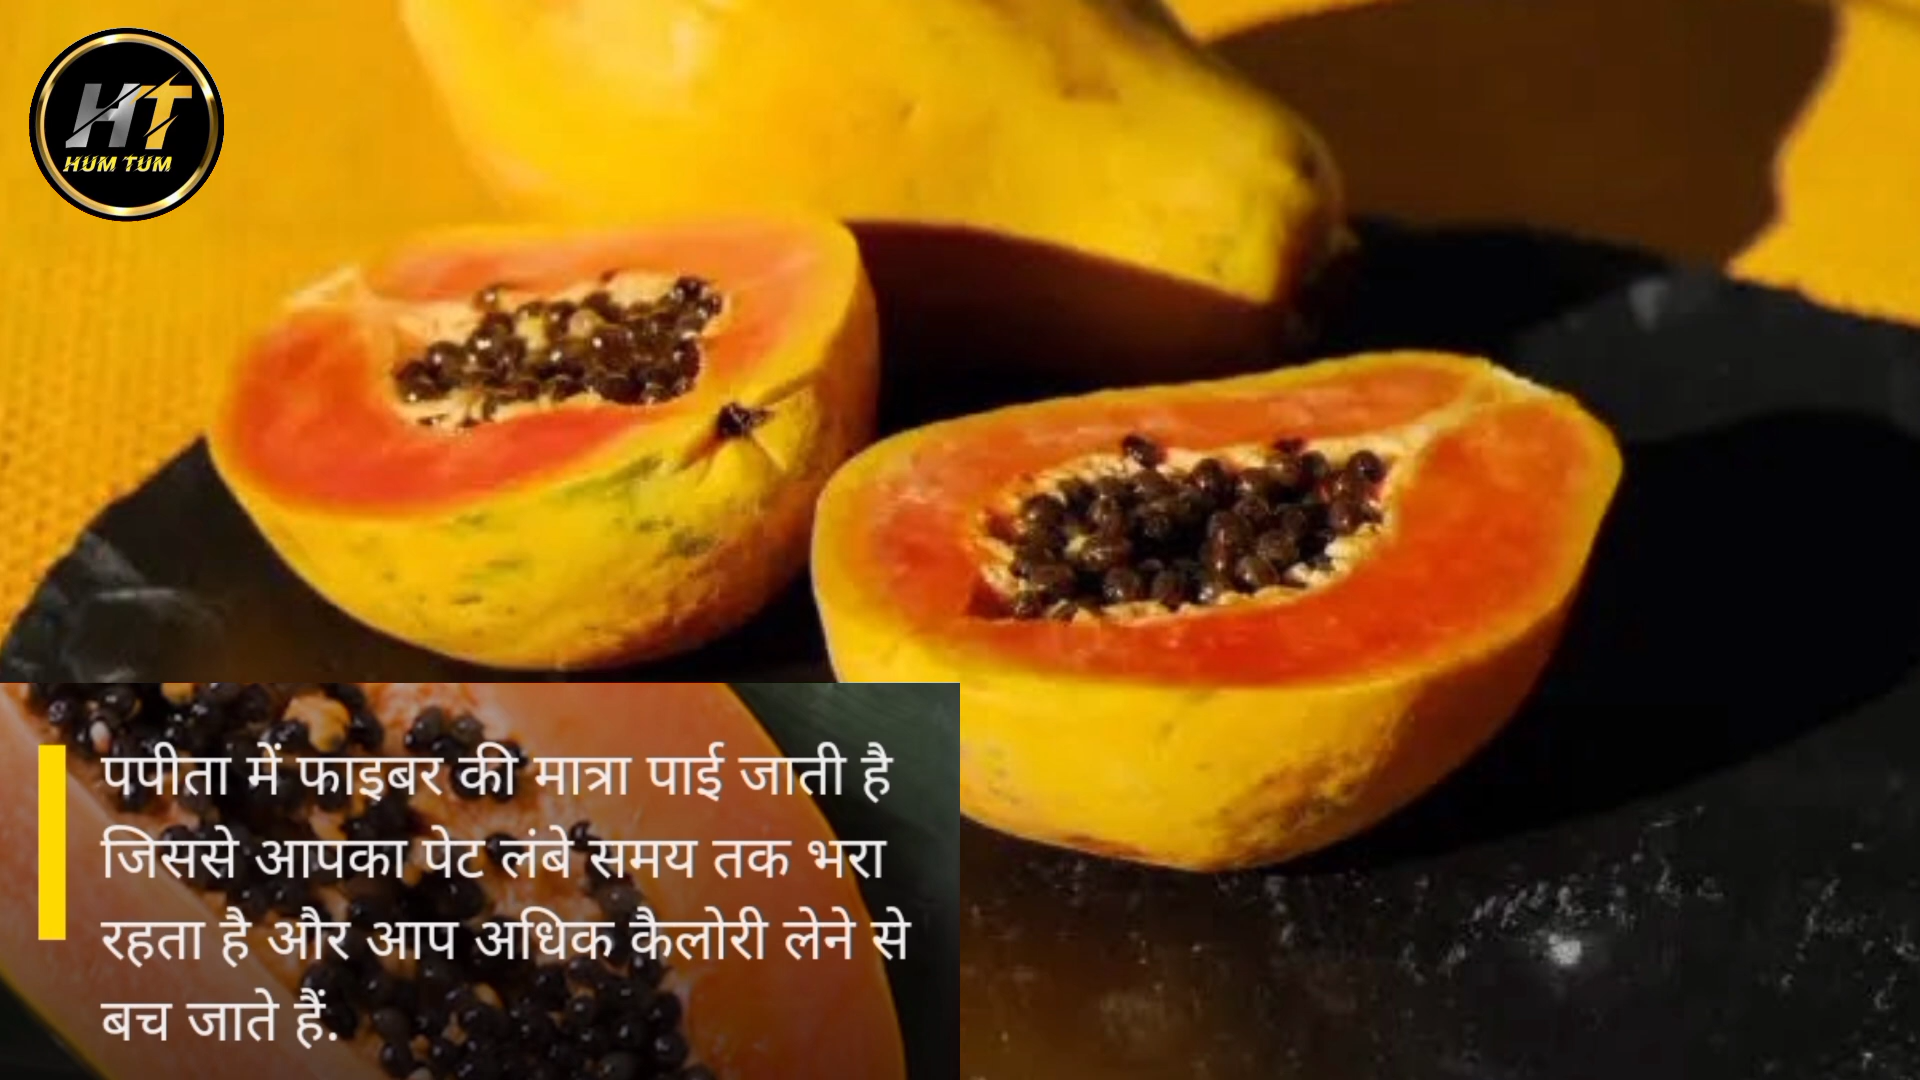 HT
HUM TUM
पपीता में फाइबर की मात्रा पाई जाती है
जिससे आपका पेट लंबे समय तक भरा
रहता है और आप अधिक कैलोरी लेने से
बच जाते हैं.